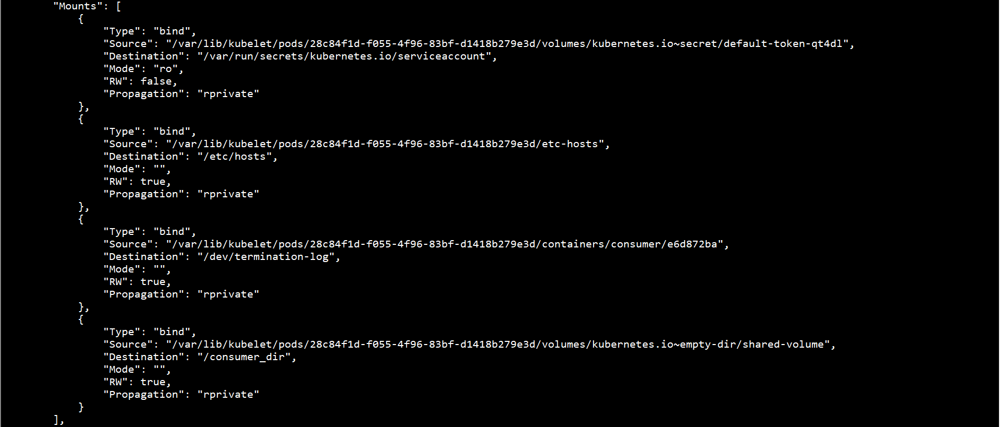 "Mounts": [
{
"Type": "bind",
"Source": "/var/lib/kubelet/pods/28c84f1d-f055-4f96-83bf-d1418b279e3d/volumes/kubernetes.io~secret/default-token-qt4dl",
"Destination": "/var/run/secrets/kubernetes.io/serviceaccount",
"Mode": "ro",
"RW": false,
"Propagation": "rprivate"
},
{
"Type": "bind",
"Source": "/var/lib/kubelet/pods/28c84f1d-f055-4f96-83bf-d1418b279e3d/etc-hosts",
"Destination": "/etc/hosts",
"Mode": "",
"RW": true,
"Propagation": "rprivate"
},
{
"Type": "bind",
"Source": "/var/lib/kubelet/pods/28c84f1d-f055-4f96-83bf-d1418b279e3d/containers/consumer/e6d872ba",
"Destination": "/dev/termination-log",
"Mode": "",
"RW": true,
"Propagation": "rprivate"
},
{
"Type": "bind",
"Source": "/var/lib/kubelet/pods/28c84f1d-f055-4f96-83bf-d1418b279e3d/volumes/kubernetes.io~empty-dir/shared-volume",
"Destination": "/consumer_dir",
"Mode": "",
"RW": true,
"Propagation": "rprivate"
}
],